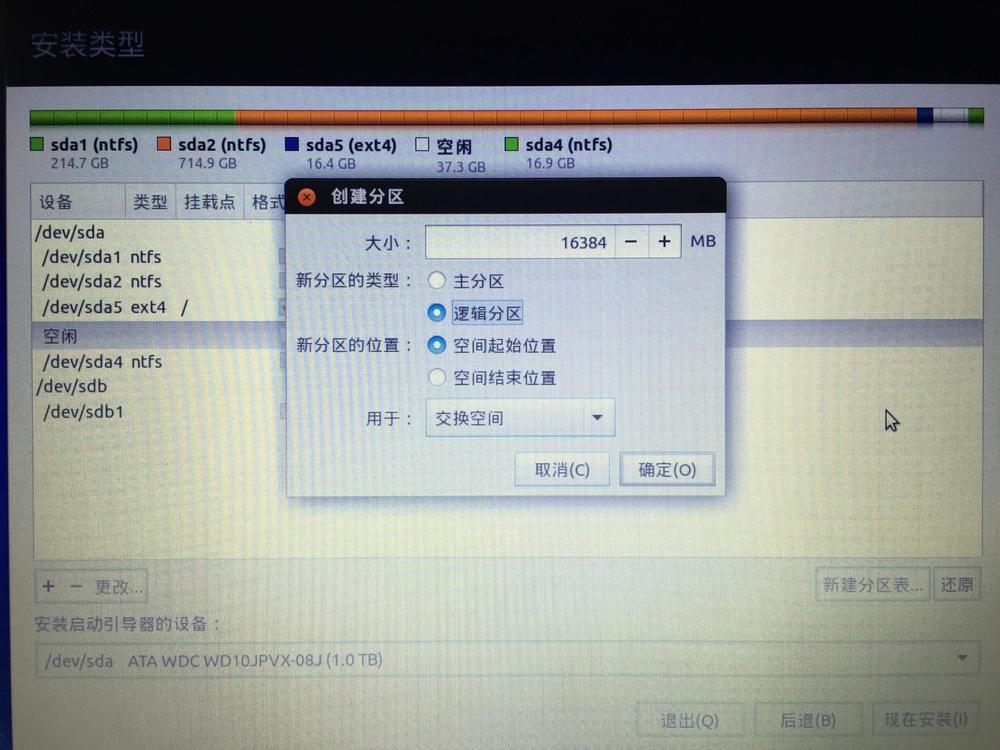 安装类型
sda1 (ntfs) sda2 (ntfs) sda5 (ext4) 空闲 sda4 (ntfs)
214.7 GB 714.9 GB 16.4 GB 37.3 GB 16.9 GB
设备 类型 挂载点 格式
/dev/sda
/dev/sda1 ntfs
/dev/sda2 ntfs
/dev/sda5 ext4 /
空闲
/dev/sda4 ntfs
/dev/sdb
/dev/sdb1
创建分区
大小： 16384 − + MB
新分区的类型： 主分区
逻辑分区
新分区的位置： 空间起始位置
空间结束位置
用于： 交换空间
取消(C) 确定(O)
+ − 更改... 新建分区表... 还原
安装启动引导器的设备：
/dev/sda ATA WDC WD10JPVX-08J (1.0 TB)
退出(Q) 后退(B) 现在安装(I)